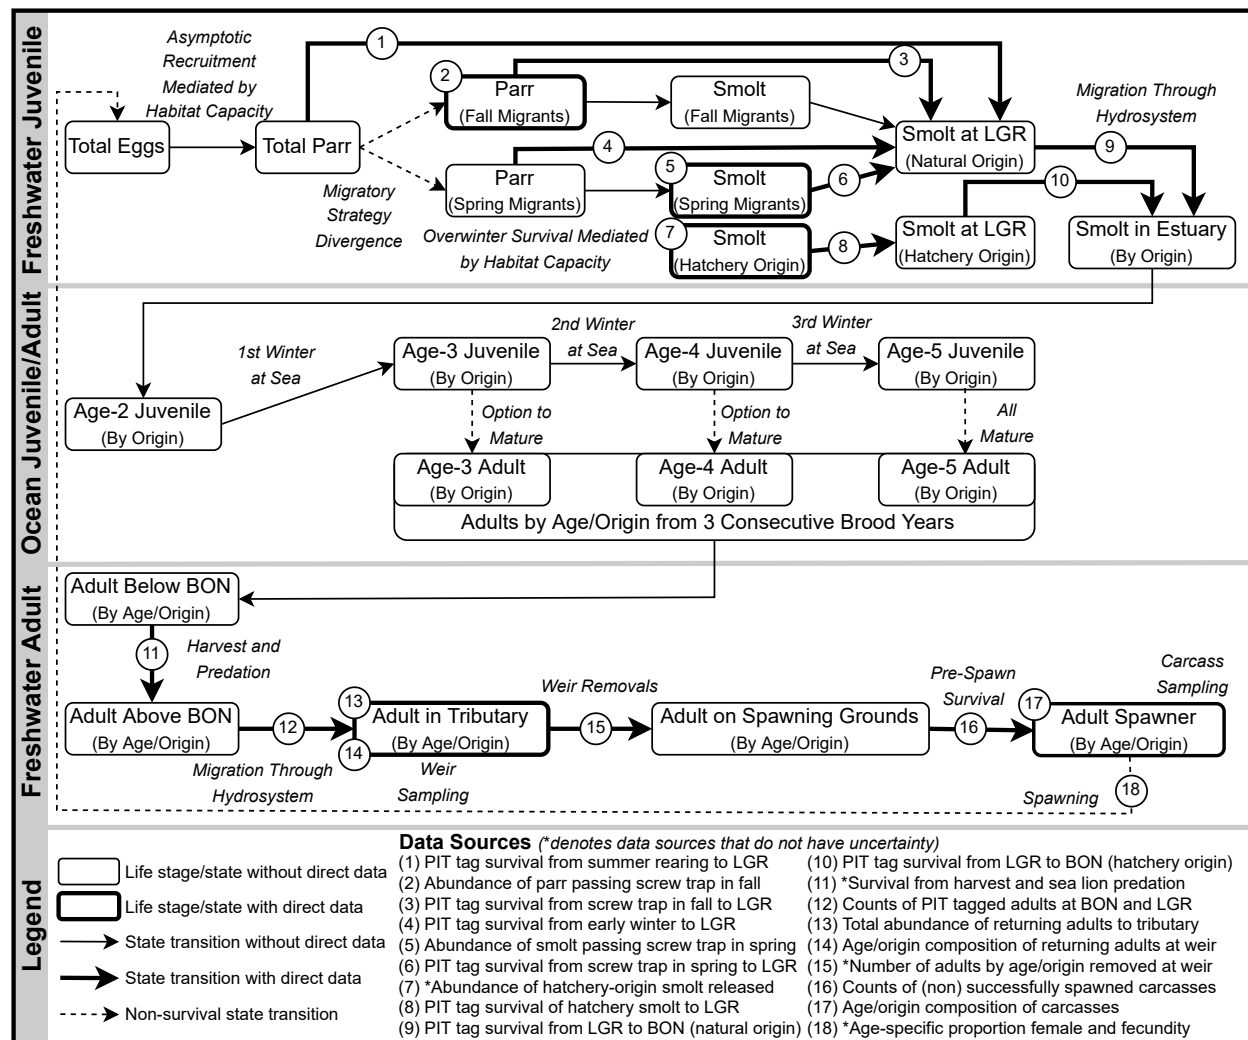 Freshwater Juvenile
Asymptotic
Recruitment
Mediated by
Habitat Capacity
1
2
3
Parr
(Fall Migrants)
Smolt
(Fall Migrants)
Migration Through
Hydrosystem
Total Eggs
Total Parr
4
Smolt at LGR
(Natural Origin)
9
Migratory
Strategy
Divergence
Parr
(Spring Migrants)
5
Smolt
(Spring Migrants)
6
10
Overwinter Survival Mediated
by Habitat Capacity
7
Smolt
(Hatchery Origin)
8
Smolt at LGR
(Hatchery Origin)
Smolt in Estuary
(By Origin)
Ocean Juvenile/Adult
Age-2 Juvenile
(By Origin)
1st Winter
at Sea
Age-3 Juvenile
(By Origin)
2nd Winter
at Sea
Age-4 Juvenile
(By Origin)
3rd Winter
at Sea
Age-5 Juvenile
(By Origin)
Option to
Mature
Option to
Mature
All
Mature
Age-3 Adult
(By Origin)
Age-4 Adult
(By Origin)
Age-5 Adult
(By Origin)
Adults by Age/Origin from 3 Consecutive Brood Years
Freshwater Adult
Adult Below BON
(By Age/Origin)
11
Harvest and
Predation
Adult Above BON
(By Age/Origin)
12
Migration Through
Hydrosystem
13
14
Adult in Tributary
(By Age/Origin)
Weir
Sampling
Weir Removals
15
Adult on Spawning Grounds
(By Age/Origin)
Pre-Spawn
Survival
16
17
Carcass
Sampling
Adult Spawner
(By Age/Origin)
Spawning
18
Legend
Life stage/state without direct data
Life stage/state with direct data
State transition without direct data
State transition with direct data
Non-survival state transition
Data Sources (*denotes data sources that do not have uncertainty)
(1) PIT tag survival from summer rearing to LGR
(2) Abundance of parr passing screw trap in fall
(3) PIT tag survival from screw trap in fall to LGR
(4) PIT tag survival from early winter to LGR
(5) Abundance of smolt passing screw trap in spring
(6) PIT tag survival from screw trap in spring to LGR
(7) *Abundance of hatchery-origin smolt released
(8) PIT tag survival of hatchery smolt to LGR
(9) PIT tag survival from LGR to BON (natural origin)
(10) PIT tag survival from LGR to BON (hatchery origin)
(11) *Survival from harvest and sea lion predation
(12) Counts of PIT tagged adults at BON and LGR
(13) Total abundance of returning adults to tributary
(14) Age/origin composition of returning adults at weir
(15) *Number of adults by age/origin removed at weir
(16) Counts of (non) successfully spawned carcasses
(17) Age/origin composition of carcasses
(18) *Age-specific proportion female and fecundity